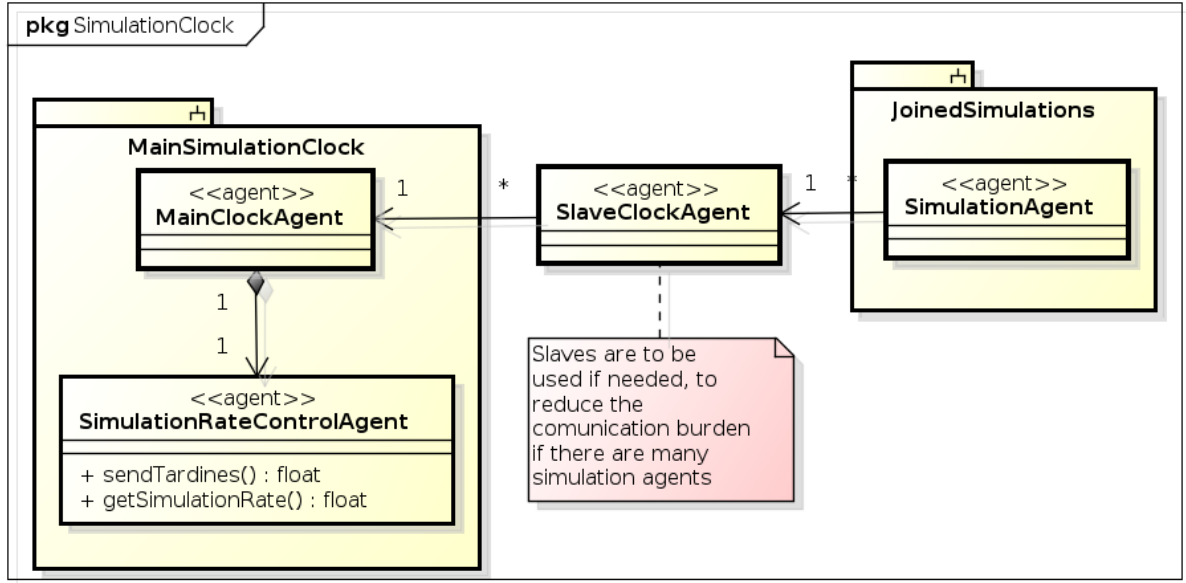 pkg SimulationClock
MainSimulationClock
<<agent>>
MainClockAgent
1
*
1
1
<<agent>>
SimulationRateControlAgent
+ sendTardines() : float
+ getSimulationRate() : float
<<agent>>
SlaveClockAgent
1
*
Slaves are to be
used if needed, to
reduce the
comunication burden
if there are many
simulation agents
JoinedSimulations
<<agent>>
SimulationAgent